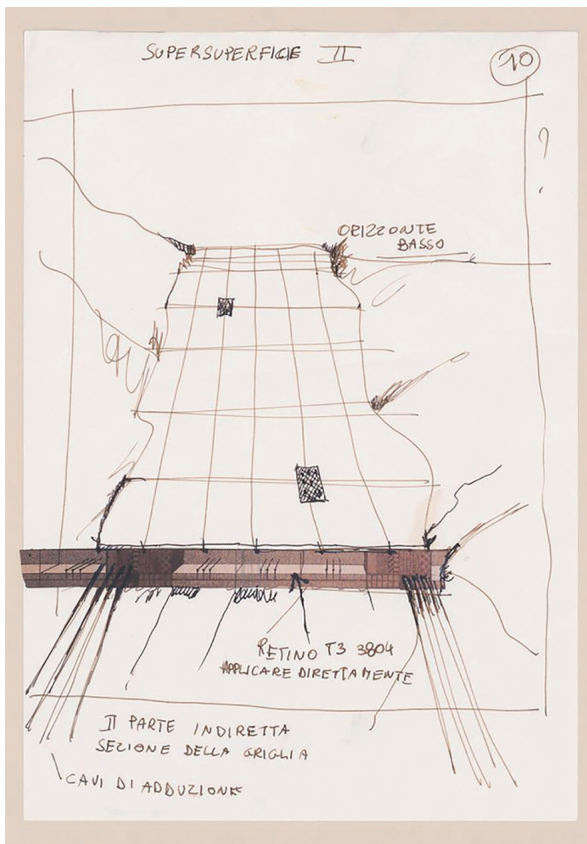 SUPERSUPERFICIE II
10
?
ORIZZONTE
BASSO
RETINO T3 3804
APPLICARE DIRETTAMENTE
II PARTE INDIRETTA
SEZIONE DELLA GRIGLIA
CAVI DI ADDUZIONE